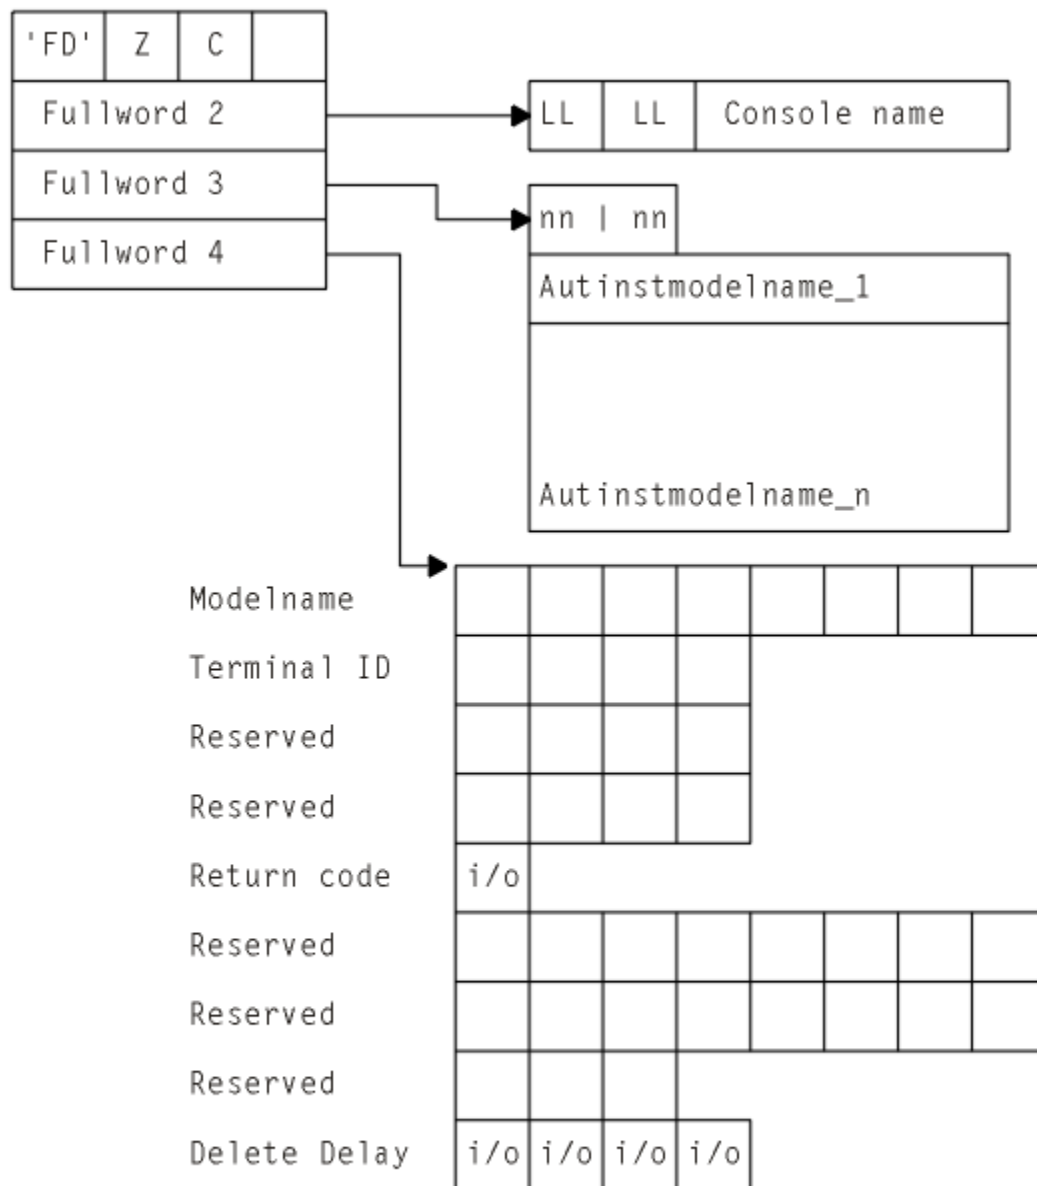 'FD' Z C
Fullword 2
LL LL Console name
Fullword 3
nn | nn
Fullword 4
Autinstmodelname_1
Autinstmodelname_n
Modelname
Terminal ID
Reserved
Reserved
Return code i/o
Reserved
Reserved
Reserved
Delete Delay i/o i/o i/o i/o